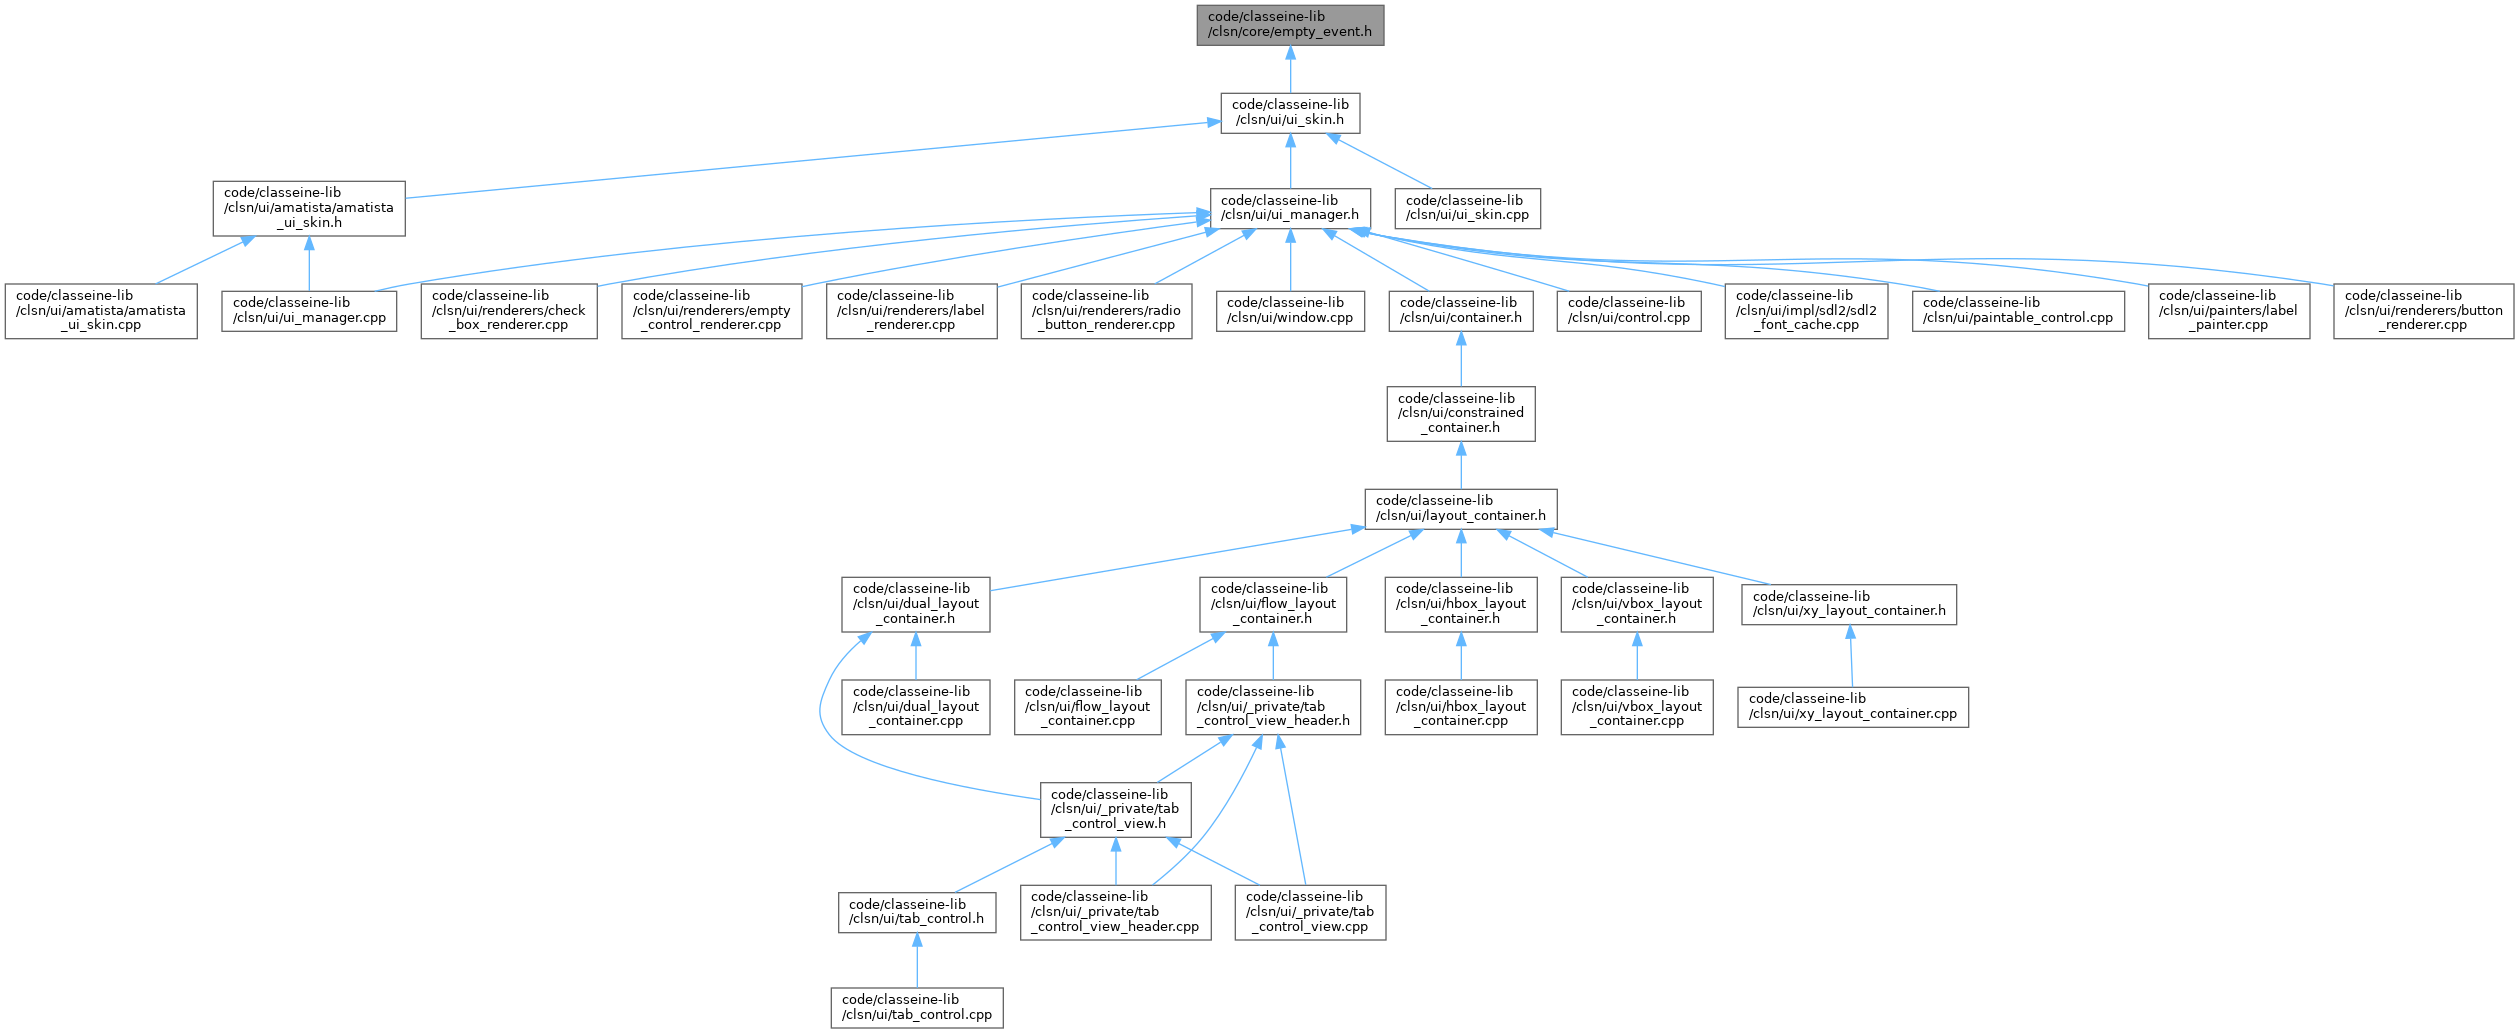 code/classeine-lib
/clsn/core/empty_event.h
code/classeine-lib
/clsn/ui/ui_skin.h
code/classeine-lib
/clsn/ui/amatista/amatista
_ui_skin.h
code/classeine-lib
/clsn/ui/ui_manager.h
code/classeine-lib
/clsn/ui/ui_skin.cpp
code/classeine-lib
/clsn/ui/amatista/amatista
_ui_skin.cpp
code/classeine-lib
/clsn/ui/ui_manager.cpp
code/classeine-lib
/clsn/ui/renderers/check
_box_renderer.cpp
code/classeine-lib
/clsn/ui/renderers/empty
_control_renderer.cpp
code/classeine-lib
/clsn/ui/renderers/label
_renderer.cpp
code/classeine-lib
/clsn/ui/renderers/radio
_button_renderer.cpp
code/classeine-lib
/clsn/ui/window.cpp
code/classeine-lib
/clsn/ui/container.h
code/classeine-lib
/clsn/ui/control.cpp
code/classeine-lib
/clsn/ui/impl/sdl2/sdl2
_font_cache.cpp
code/classeine-lib
/clsn/ui/paintable_control.cpp
code/classeine-lib
/clsn/ui/painters/label
_painter.cpp
code/classeine-lib
/clsn/ui/renderers/button
_renderer.cpp
code/classeine-lib
/clsn/ui/constrained
_container.h
code/classeine-lib
/clsn/ui/layout_container.h
code/classeine-lib
/clsn/ui/dual_layout
_container.h
code/classeine-lib
/clsn/ui/flow_layout
_container.h
code/classeine-lib
/clsn/ui/hbox_layout
_container.h
code/classeine-lib
/clsn/ui/vbox_layout
_container.h
code/classeine-lib
/clsn/ui/xy_layout_container.h
code/classeine-lib
/clsn/ui/dual_layout
_container.cpp
code/classeine-lib
/clsn/ui/flow_layout
_container.cpp
code/classeine-lib
/clsn/ui/_private/tab
_control_view_header.h
code/classeine-lib
/clsn/ui/hbox_layout
_container.cpp
code/classeine-lib
/clsn/ui/vbox_layout
_container.cpp
code/classeine-lib
/clsn/ui/xy_layout_container.cpp
code/classeine-lib
/clsn/ui/_private/tab
_control_view.h
code/classeine-lib
/clsn/ui/tab_control.h
code/classeine-lib
/clsn/ui/_private/tab
_control_view_header.cpp
code/classeine-lib
/clsn/ui/_private/tab
_control_view.cpp
code/classeine-lib
/clsn/ui/tab_control.cpp